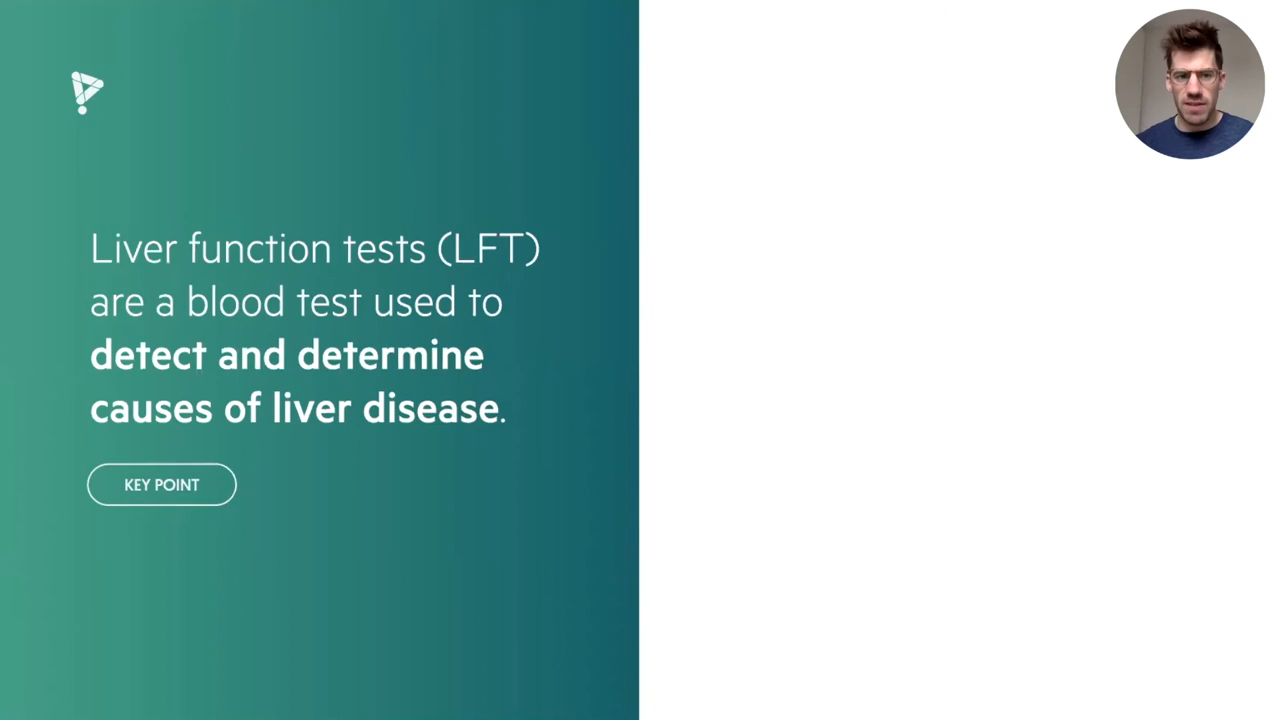 Liver function tests (LFT)
are a blood test used to
detect and determine
causes of liver disease.
KEY POINT